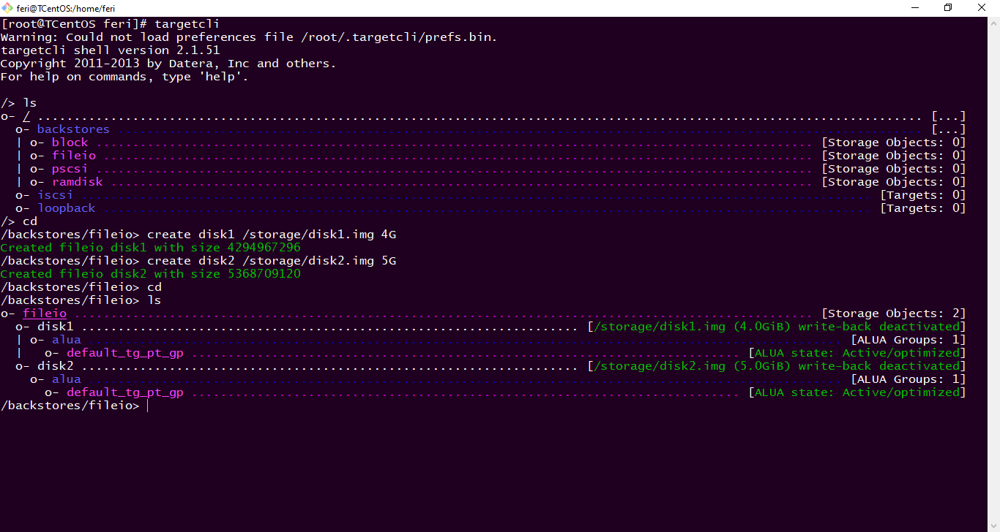 feri@TCentOS:/home/feri
[root@TCentOS feri]# targetcli
Warning: Could not load preferences file /root/.targetcli/prefs.bin.
targetcli shell version 2.1.51
Copyright 2011-2013 by Datera, Inc and others.
For help on commands, type 'help'.
/> ls
o- / ......................................................................................................................... [...]
  o- backstores .............................................................................................................. [...]
  | o- block .................................................................................................. [Storage Objects: 0]
  | o- fileio ................................................................................................. [Storage Objects: 0]
  | o- pscsi .................................................................................................. [Storage Objects: 0]
  | o- ramdisk ................................................................................................ [Storage Objects: 0]
  o- iscsi ............................................................................................................ [Targets: 0]
  o- loopback ......................................................................................................... [Targets: 0]
/> cd
/backstores/fileio> create disk1 /storage/disk1.img 4G
Created fileio disk1 with size 4294967296
/backstores/fileio> create disk2 /storage/disk2.img 5G
Created fileio disk2 with size 5368709120
/backstores/fileio> cd
/backstores/fileio> ls
o- fileio ..................................................................................................... [Storage Objects: 2]
  o- disk1 .................................................................... [/storage/disk1.img (4.0GiB) write-back deactivated]
  | o- alua ....................................................................................................... [ALUA Groups: 1]
  |   o- default_tg_pt_gp ........................................................................... [ALUA state: Active/optimized]
  o- disk2 .................................................................... [/storage/disk2.img (5.0GiB) write-back deactivated]
    o- alua ....................................................................................................... [ALUA Groups: 1]
      o- default_tg_pt_gp ........................................................................... [ALUA state: Active/optimized]
/backstores/fileio>